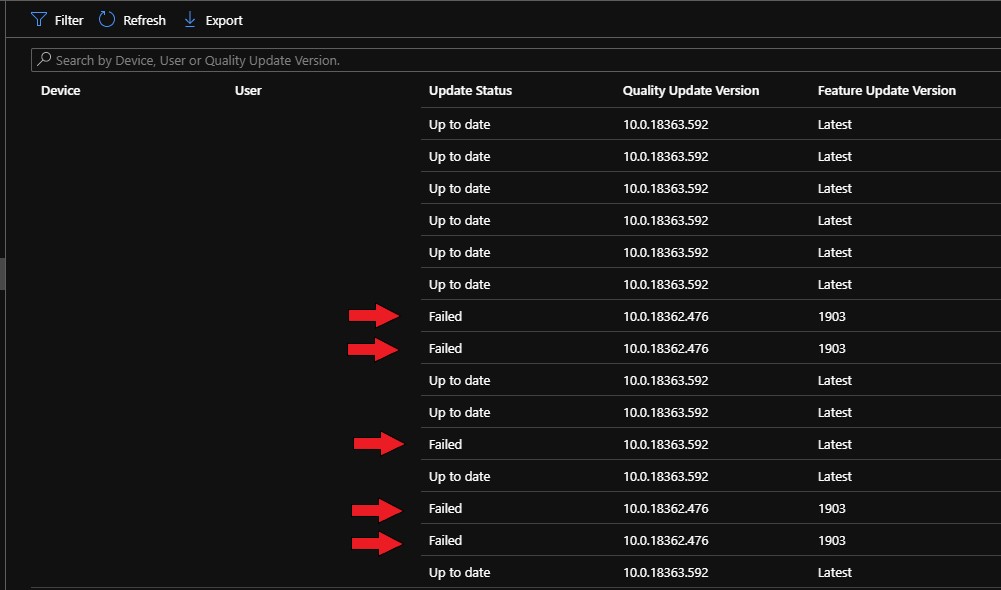 Filter Refresh Export
Search by Device, User or Quality Update Version.
Device User Update Status Quality Update Version Feature Update Version
Up to date 10.0.18363.592 Latest
Up to date 10.0.18363.592 Latest
Up to date 10.0.18363.592 Latest
Up to date 10.0.18363.592 Latest
Up to date 10.0.18363.592 Latest
Up to date 10.0.18363.592 Latest
Failed 10.0.18362.476 1903
Failed 10.0.18362.476 1903
Up to date 10.0.18363.592 Latest
Up to date 10.0.18363.592 Latest
Failed 10.0.18363.592 Latest
Up to date 10.0.18363.592 Latest
Failed 10.0.18362.476 1903
Failed 10.0.18362.476 1903
Up to date 10.0.18363.592 Latest